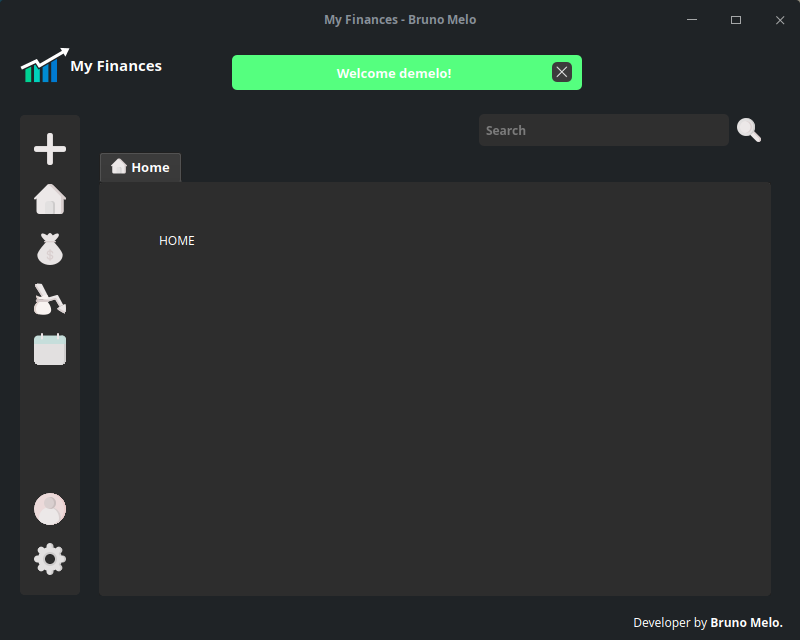 My Finances - Bruno Melo
My Finances
Welcome demelo!
Search
Home
HOME
Developer by Bruno Melo.